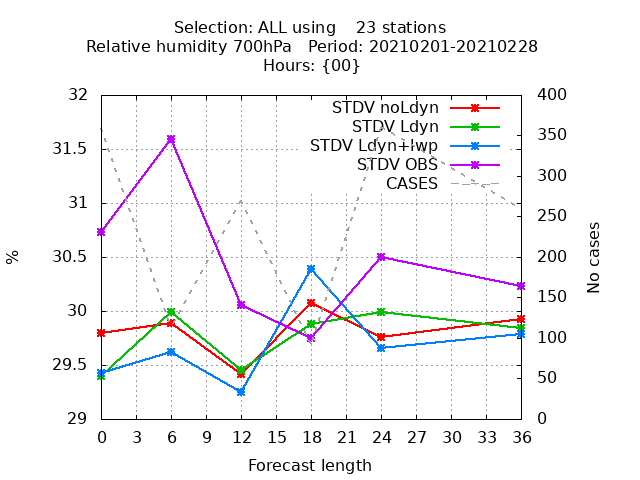 Selection: ALL using    23 stations
Relative humidity 700hPa   Period: 20210201-20210228
Hours: {00}
STDV noLdyn
STDV Ldyn
STDV Ldyn+lwp
STDV OBS
CASES
32
31.5
31
30.5
30
29.5
29
%
400
350
300
250
200
150
100
50
0
No cases
0 3 6 9 12 15 18 21 24 27 30 33 36
Forecast length